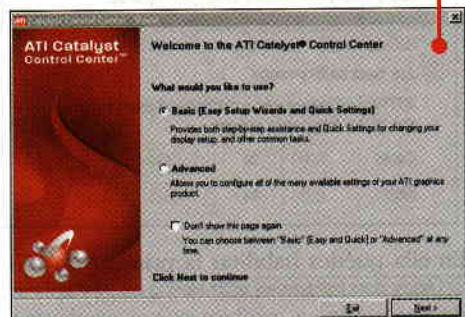 ATI
ATI Catalyst
Control Center™
Welcome to the ATI Catalyst® Control Center
What would you like to use?
Basic (Easy Setup Wizards and Quick Settings)
Provides both step-by-step assistance and Quick Settings for changing your
display setup, and other common tasks.
Advanced
Allows you to configure all of the many available settings of your ATI graphics
product.
Don't show this page again
You can choose between "Basic" (Easy and Quick) or "Advanced" at any
time.
Click Next to continue
Exit
Next >